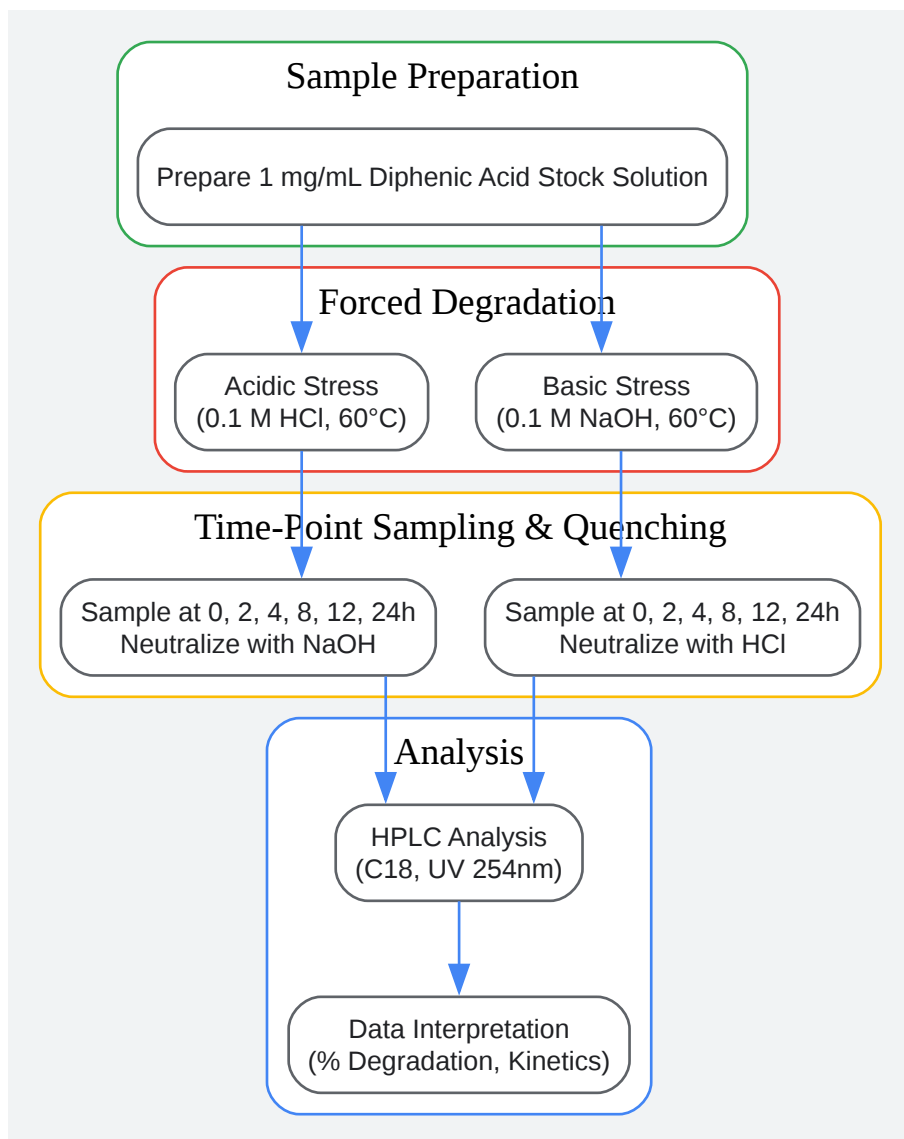 Sample Preparation
Prepare 1 mg/mL Diphenic Acid Stock Solution
Forced Degradation
Acidic Stress
(0.1 M HCl, 60°C)
Basic Stress
(0.1 M NaOH, 60°C)
Time-Point Sampling & Quenching
Sample at 0, 2, 4, 8, 12, 24h
Neutralize with NaOH
Sample at 0, 2, 4, 8, 12, 24h
Neutralize with HCl
Analysis
HPLC Analysis
(C18, UV 254nm)
Data Interpretation
(% Degradation, Kinetics)